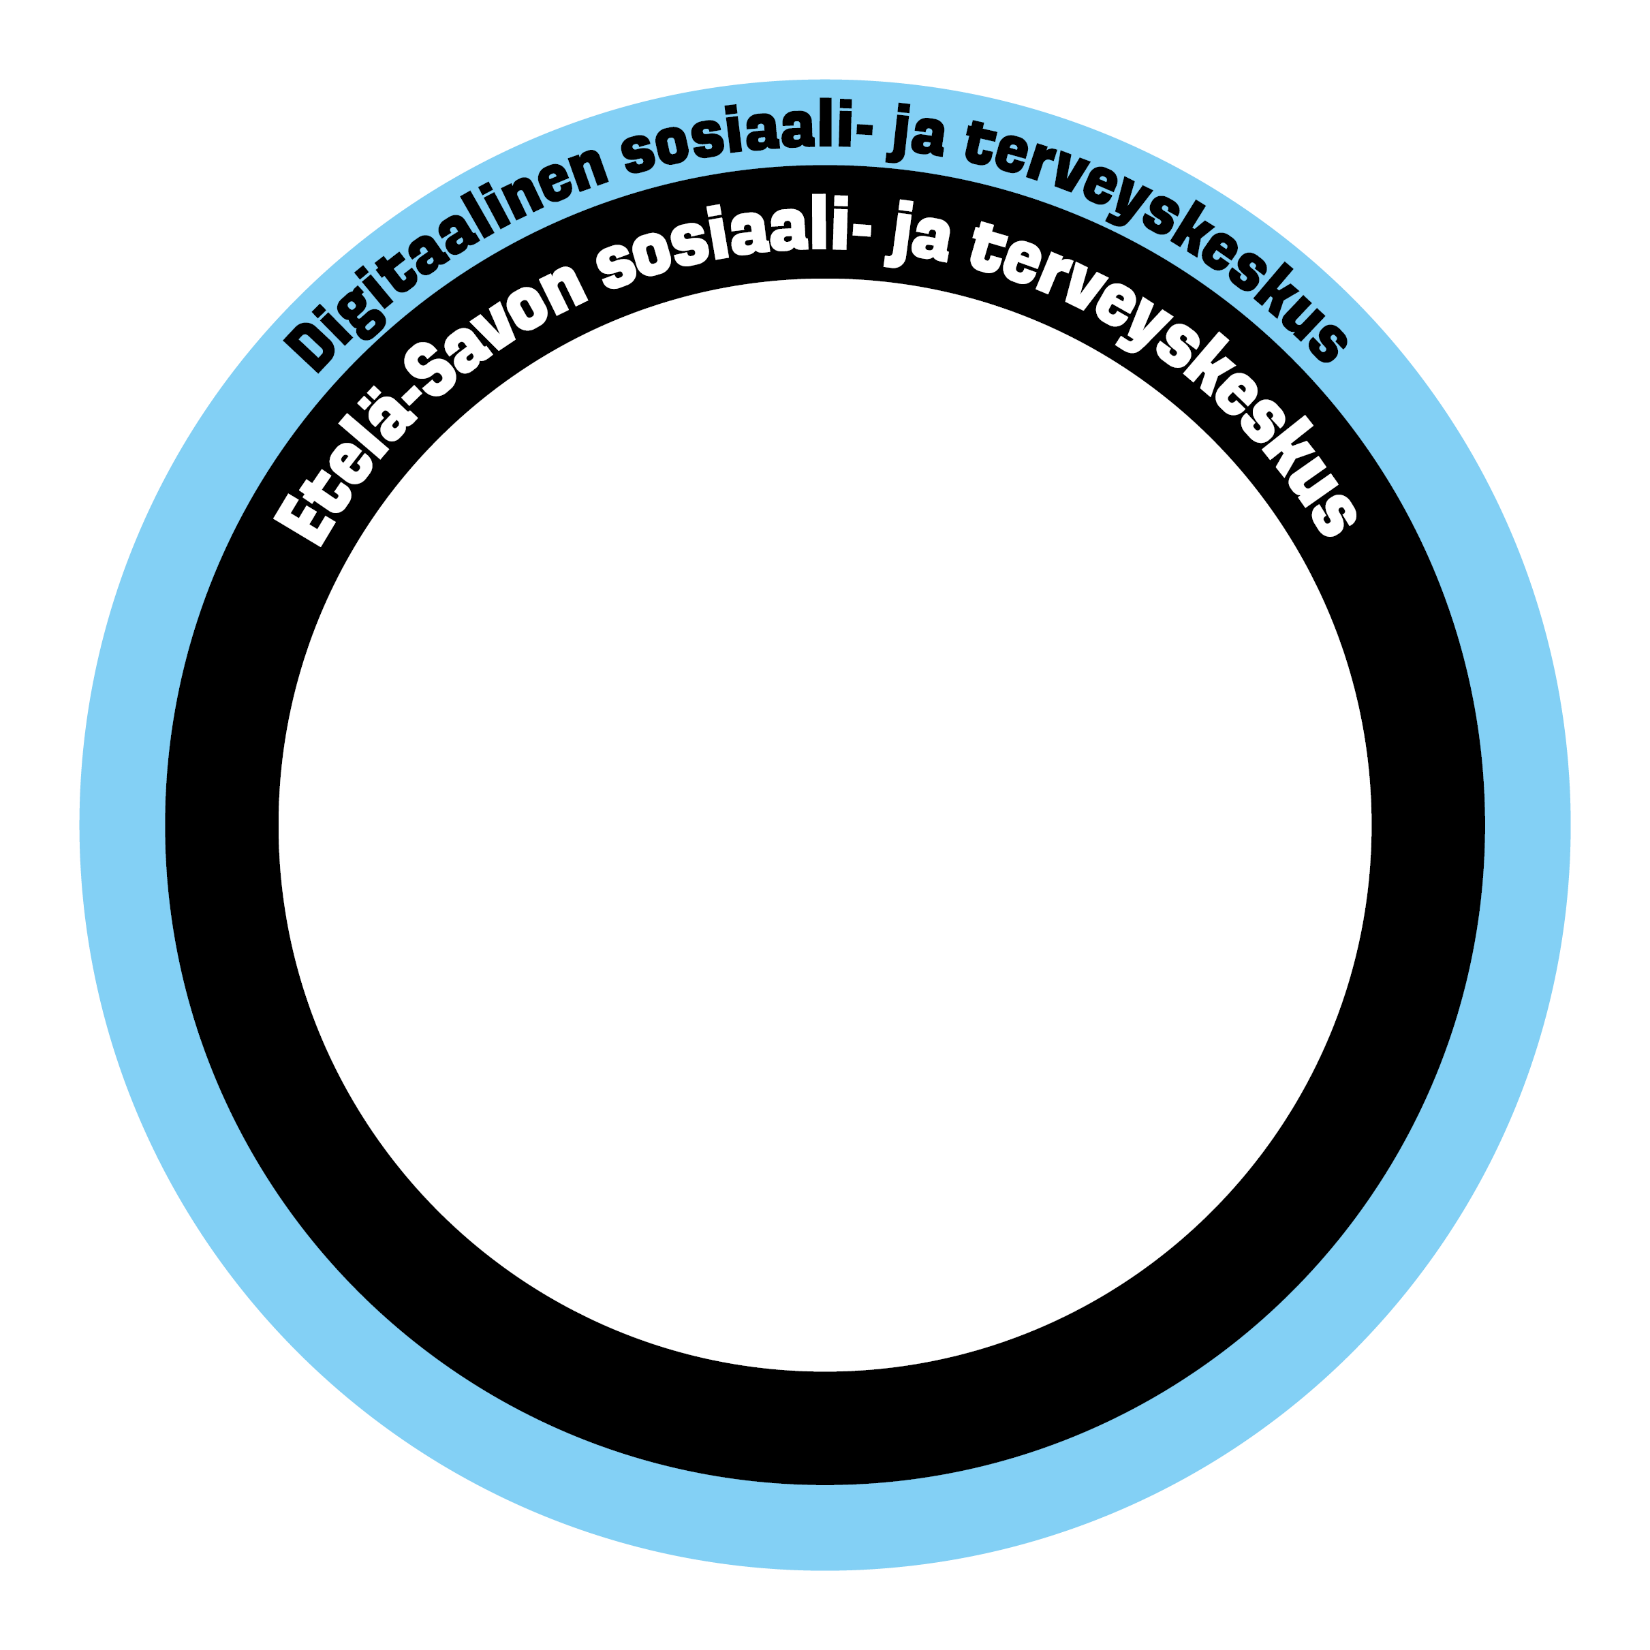 Digitaalinen sosiaali- ja terveyskeskus
Etelä-Savon sosiaali- ja terveyskeskus